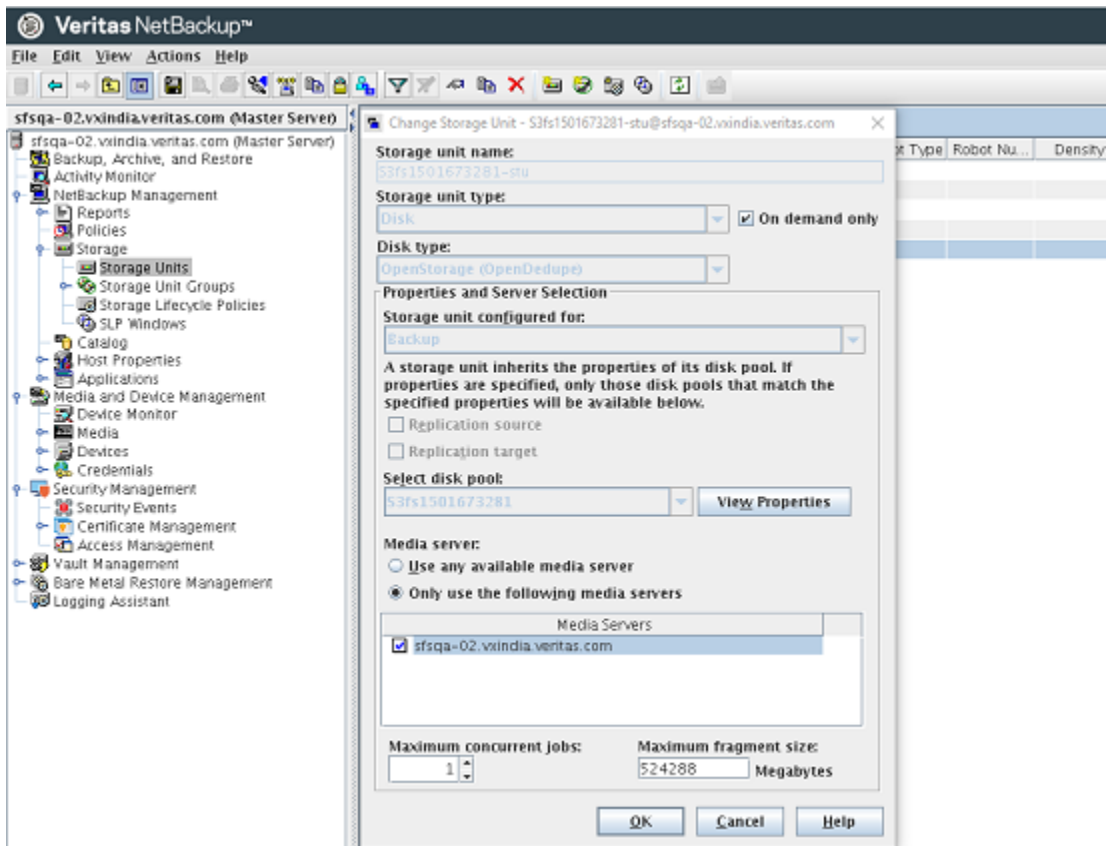 Veritas NetBackup™
File Edit View Actions Help
sfsqa-02.vxindia.veritas.com (Master Server)
sfsqa-02.vxindia.veritas.com (Master Server)
Backup, Archive, and Restore
Activity Monitor
NetBackup Management
Reports
Policies
Storage
Storage Units
Storage Unit Groups
Storage Lifecycle Policies
SLP Windows
Catalog
Host Properties
Applications
Media and Device Management
Device Monitor
Media
Devices
Credentials
Security Management
Security Events
Certificate Management
Access Management
Vault Management
Bare Metal Restore Management
Logging Assistant
Change Storage Unit - S3fs1501673281-stu@sfsqa-02.vxindia.veritas.com
Storage unit name:
S3fs1501673281-stu
Storage unit type:
Disk
On demand only
Disk type:
OpenStorage (OpenDedupe)
Properties and Server Selection
Storage unit configured for:
Backup
A storage unit inherits the properties of its disk pool. If
properties are specified, only those disk pools that match the
specified properties will be available below.
Replication source
Replication target
Select disk pool:
S3fs1501673281
View Properties
Media server:
Use any available media server
Only use the following media servers
Media Servers
sfsqa-02.vxindia.veritas.com
Maximum concurrent jobs:
1
Maximum fragment size:
524288
Megabytes
OK Cancel Help
Type Robot Nu... Density